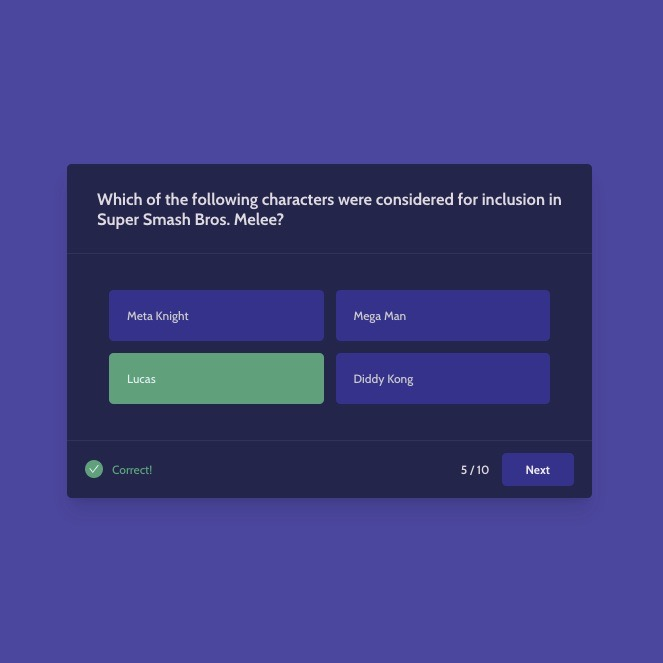 Which of the following characters were considered for inclusion in
Super Smash Bros. Melee?
Meta Knight
Mega Man
Lucas
Diddy Kong
Correct!
5 / 10
Next